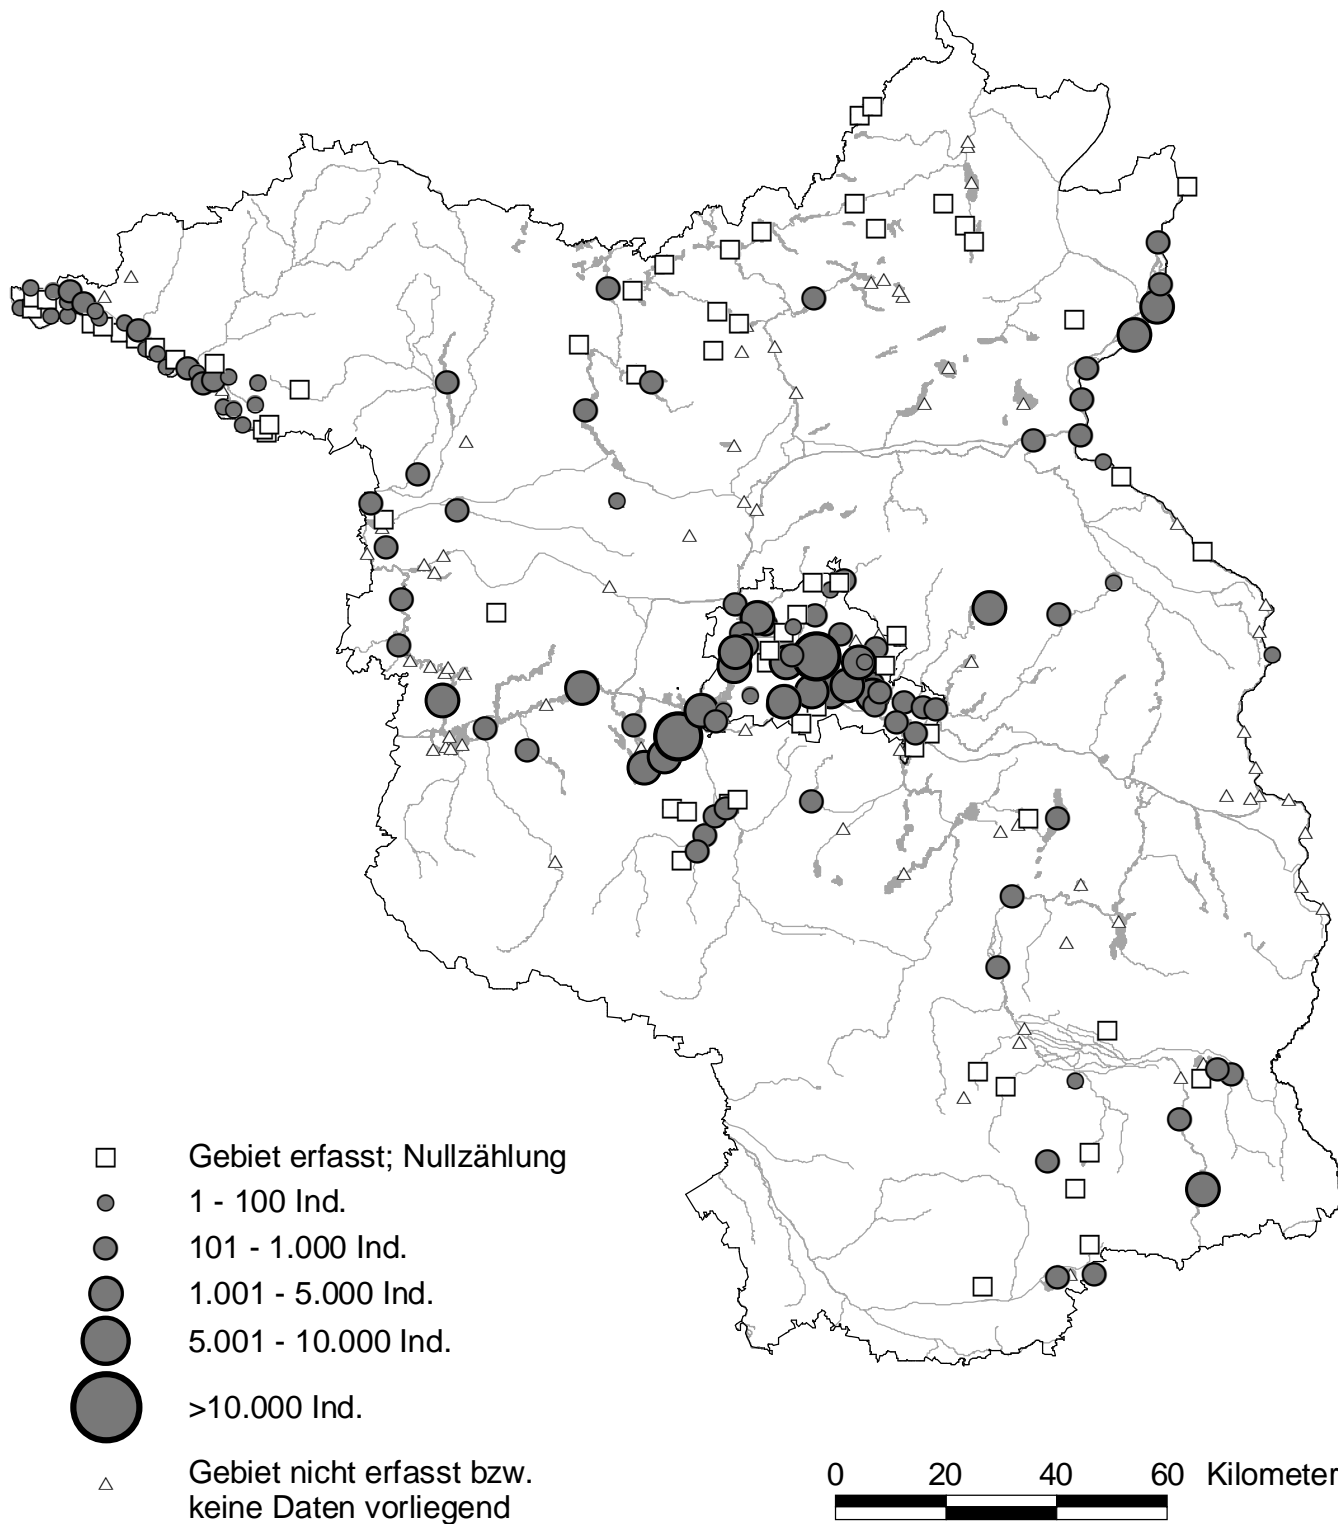 Gebiet erfasst; Nullzählung
1 - 100 Ind.
101 - 1.000 Ind.
1.001 - 5.000 Ind.
5.001 - 10.000 Ind.
>10.000 Ind.
Gebiet nicht erfasst bzw.
keine Daten vorliegend
0 20 40 60 Kilometer